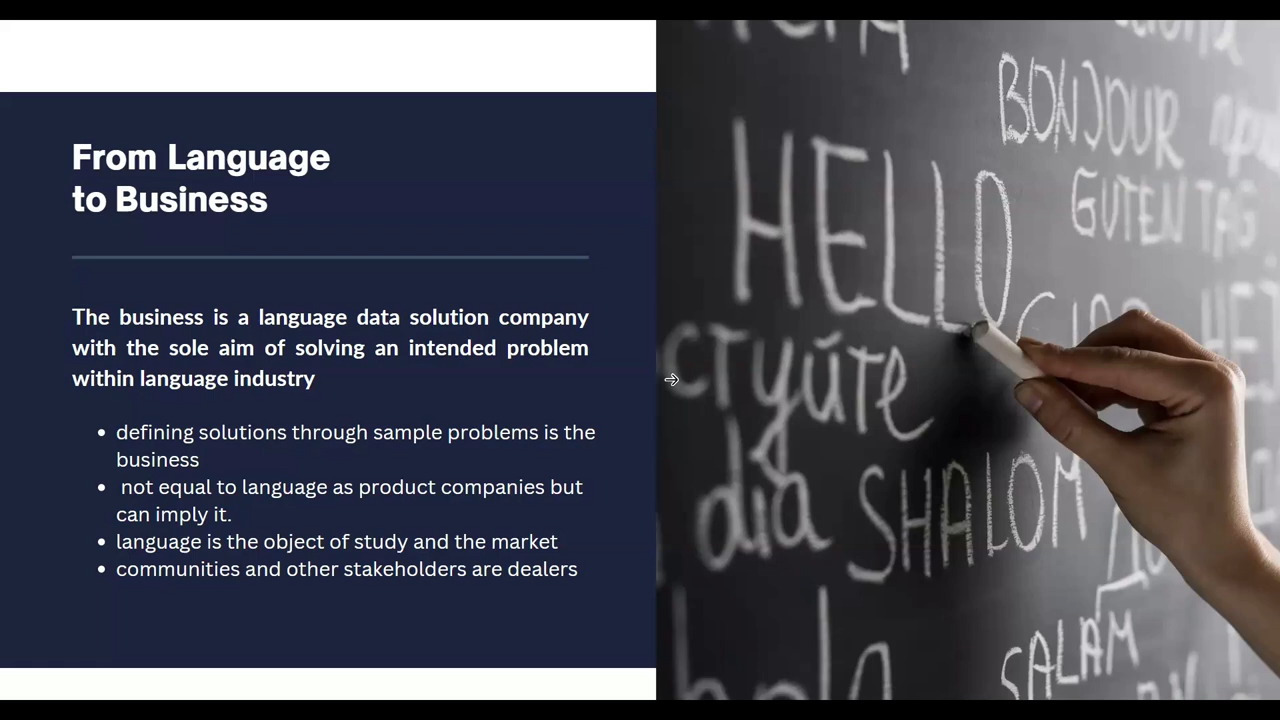 From Language
to Business
The business is a language data solution company
with the sole aim of solving an intended problem
within language industry
• defining solutions through sample problems is the
business
• not equal to language as product companies but
can imply it.
• language is the object of study and the market
• communities and other stakeholders are dealers
BONJOUR
HELLO
GUTEN TAG
CIAO
стуйте
dia
SHALOM
SALAM
hola